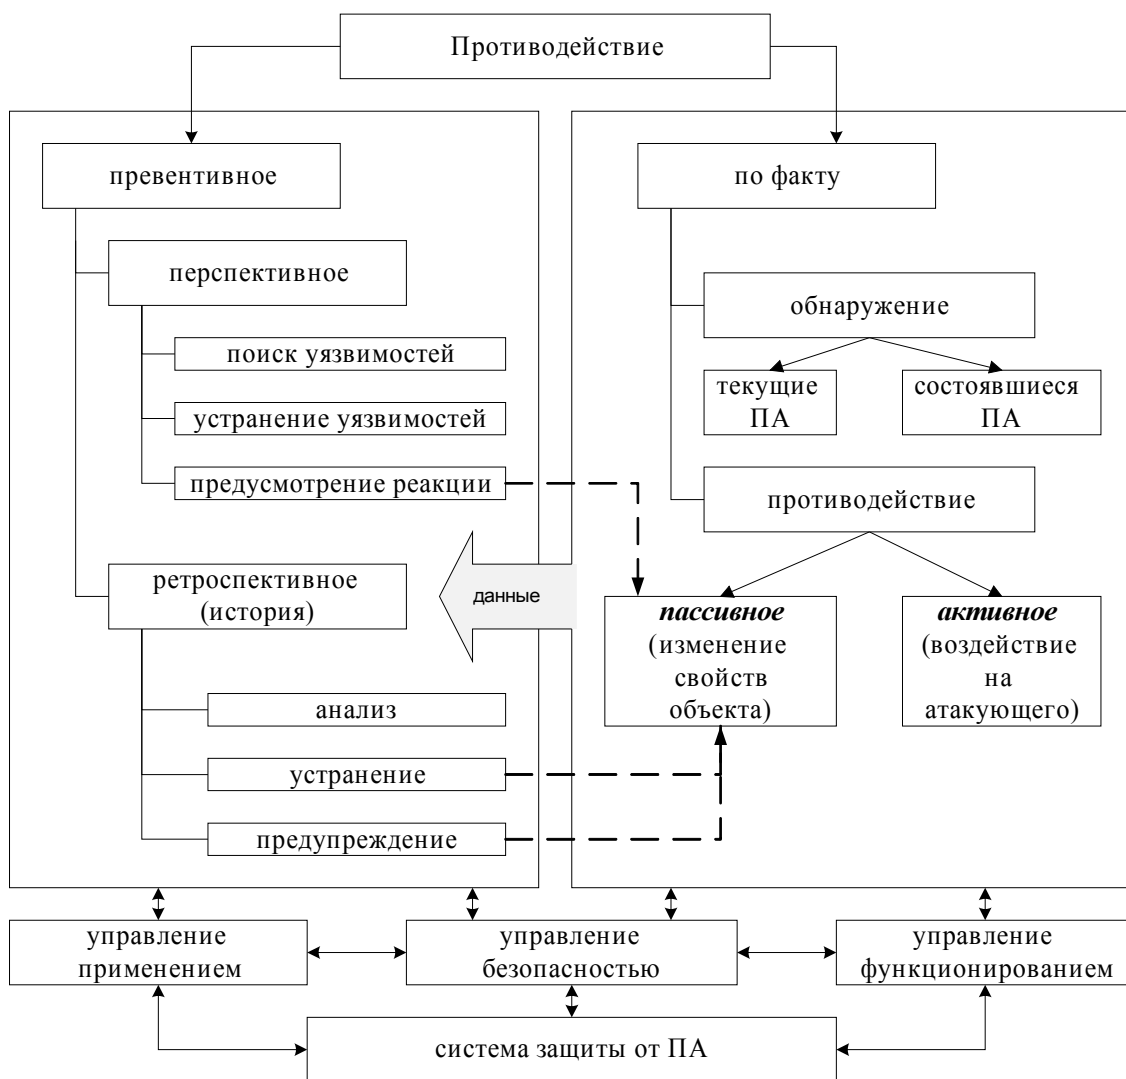 Противодействие
превентивное
перспективное
поиск уязвимостей
устранение уязвимостей
предусмотрение реакции
ретроспективное
(история)
анализ
устранение
предупреждение
данные
по факту
обнаружение
текущие
ПА
состоявшиеся
ПА
противодействие
пассивное
(изменение
свойств
объекта)
активное
(воздействие
на
атакующего)
управление
применением
управление
безопасностью
управление
функционированием
система защиты от ПА